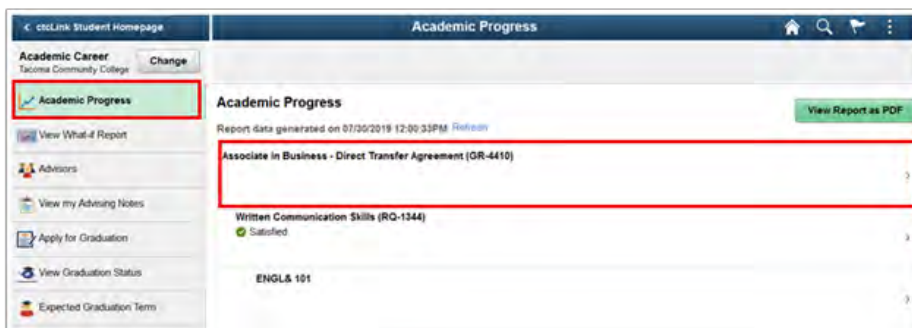 ctcLink Student Homepage
Academic Progress
Academic Career
Tacoma Community College
Change
Academic Progress
View What-if Report
Advisors
View my Advising Notes
Apply for Graduation
View Graduation Status
Expected Graduation Term
Academic Progress
View Report as PDF
Report data generated on 07/30/2019 12:00:33PM Refresh
Associate in Business - Direct Transfer Agreement (GR-4410)
Written Communication Skills (RQ-1344)
Satisfied
ENGL& 101